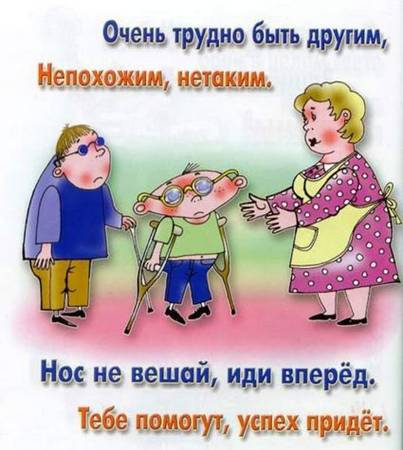 Очень трудно быть другим,
Непохожим, нетаким.
Нос не вешай, иди вперёд.
Тебе помогут, успех придёт.